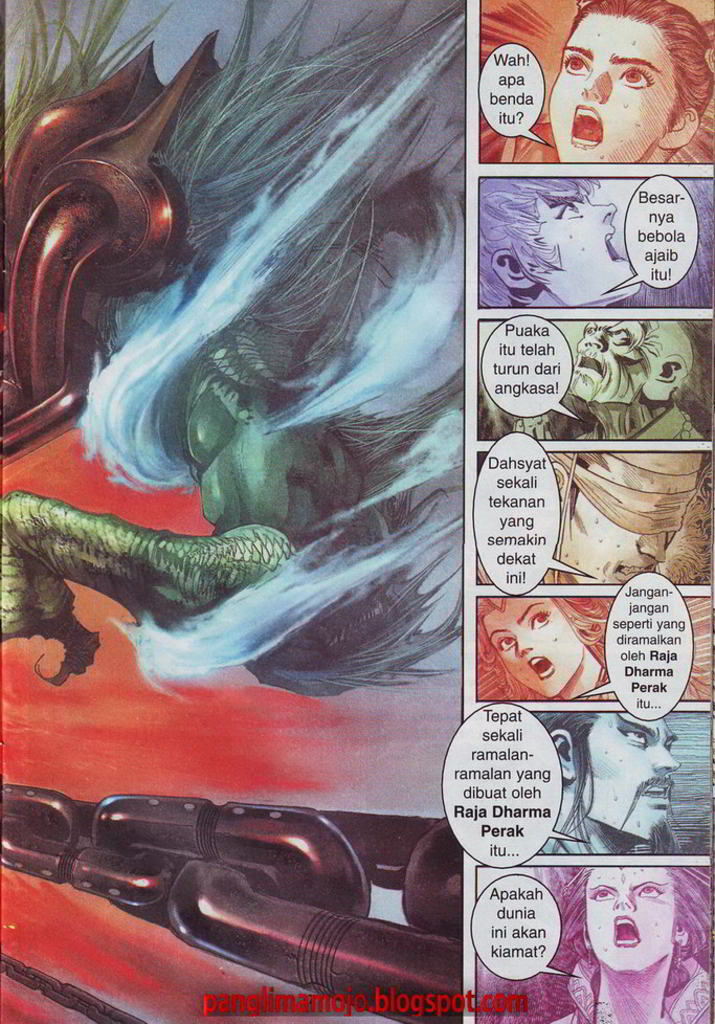 Wah!
apa
benda
itu?
Besar-
nya
bebola
ajaib
itu!
Puaka
itu telah
turun dari
angkasa!
Dahsyat
sekali
tekanan
yang
semakin
dekat
ini!
Jangan-
jangan
seperti yang
diramalkan
oleh Raja
Dharma
Perak
itu...
Tepat
sekali
ramalan-
ramalan yang
dibuat oleh
Raja Dharma
Perak
itu...
Apakah
dunia
ini akan
kiamat?
panglimamojo.blogspot.com